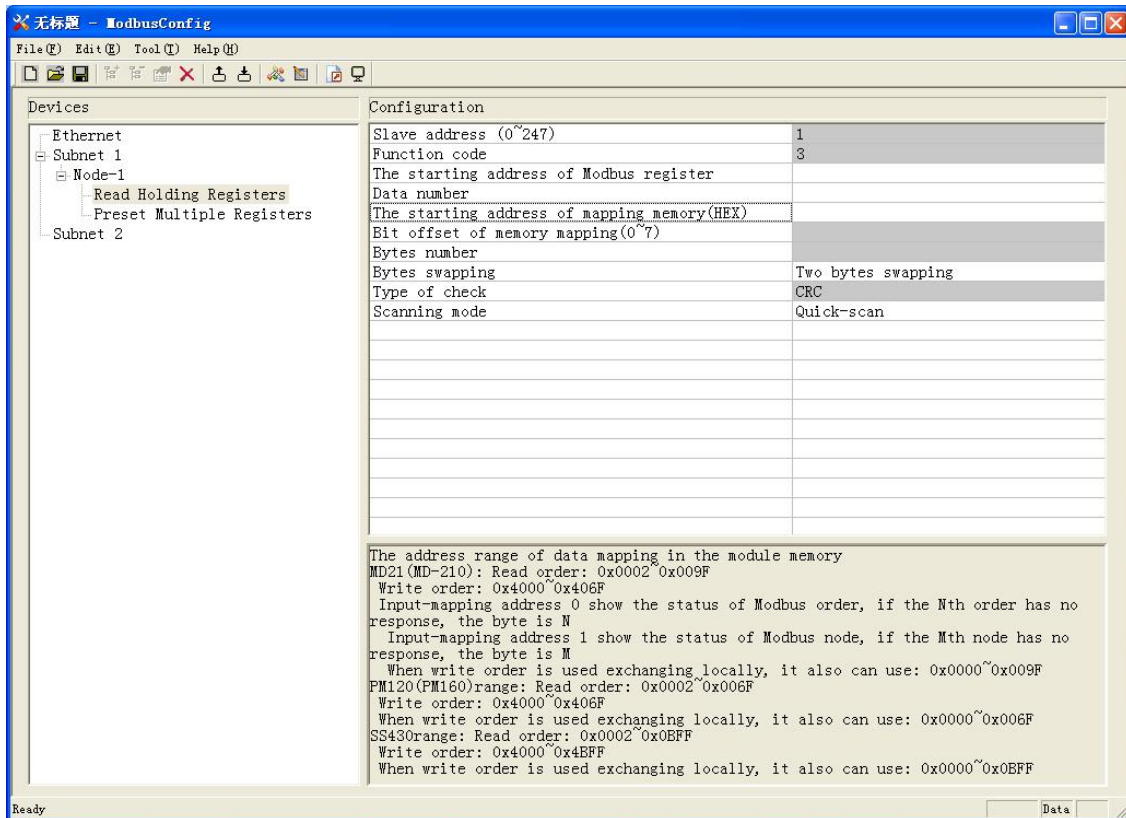 无标题 - ModbusConfig
File(F) Edit(E) Tool(T) Help(H)
Devices
Ethernet
Subnet 1
Node-1
Read Holding Registers
Preset Multiple Registers
Subnet 2
Configuration
Slave address (0~247) 1
Function code 3
The starting address of Modbus register
Data number
The starting address of mapping memory(HEX)
Bit offset of memory mapping(0~7)
Bytes number
Bytes swapping Two bytes swapping
Type of check CRC
Scanning mode Quick-scan
The address range of data mapping in the module memory
MD21(MD-210): Read order: 0x0002~0x009F
Write order: 0x4000~0x406F
Input-mapping address 0 show the status of Modbus order, if the Nth order has no
response, the byte is N
Input-mapping address 1 show the status of Modbus node, if the Mth node has no
response, the byte is M
When write order is used exchanging locally, it also can use: 0x0000~0x009F
PM120(PM160)range: Read order: 0x0002~0x006F
Write order: 0x4000~0x406F
When write order is used exchanging locally, it also can use: 0x0000~0x006F
SS430range: Read order: 0x0002~0x0BFF
Write order: 0x4000~0x4BFF
When write order is used exchanging locally, it also can use: 0x0000~0x0BFF
Ready
Data